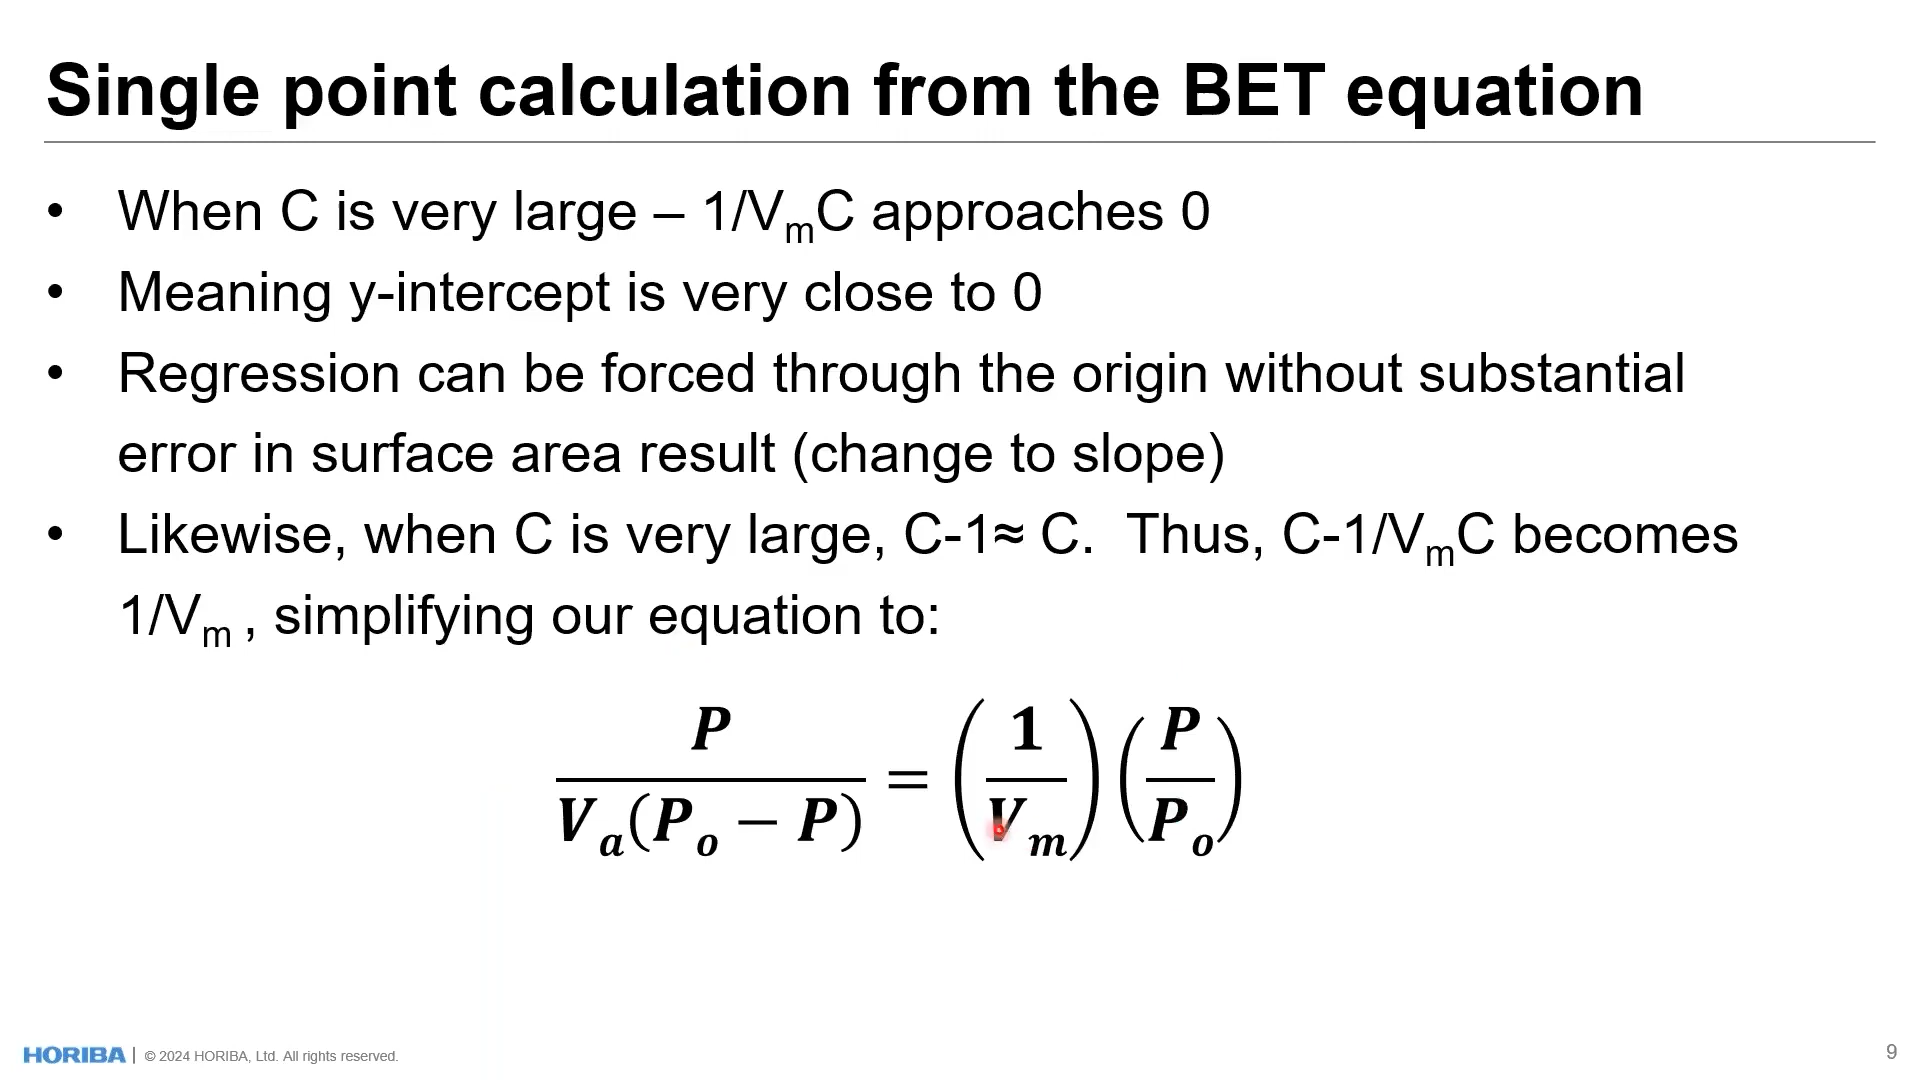 Single point calculation from the BET equation
• When C is very large – 1/VₘC approaches 0
• Meaning y-intercept is very close to 0
• Regression can be forced through the origin without substantial
error in surface area result (change to slope)
• Likewise, when C is very large, C-1≈ C.  Thus, C-1/VₘC becomes
1/Vₘ , simplifying our equation to:
P / Vₐ(Pₒ − P) = (1 / Vₘ) (P / Pₒ)
HORIBA | © 2024 HORIBA, Ltd. All rights reserved.
9